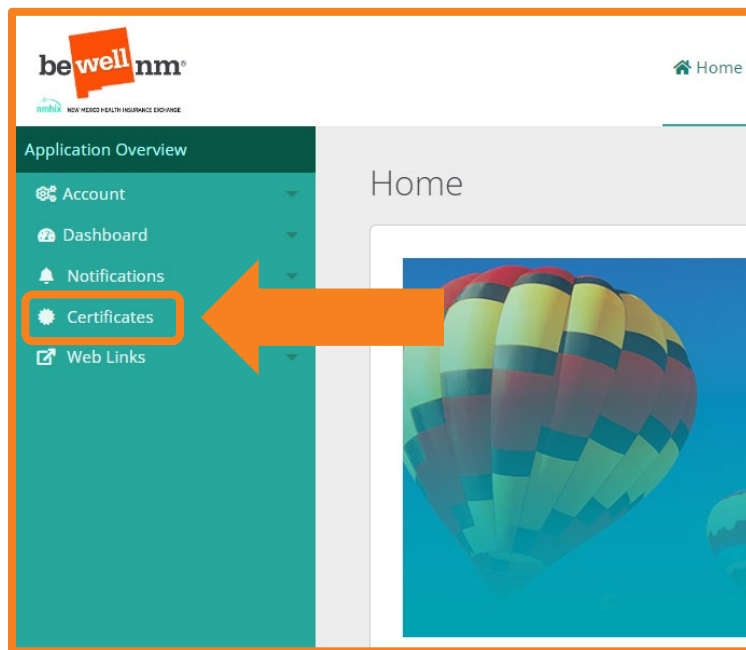 be well nm®
nmhix NEW MEXICO HEALTH INSURANCE EXCHANGE
Home
Application Overview
Account
Dashboard
Notifications
Certificates
Web Links
Home